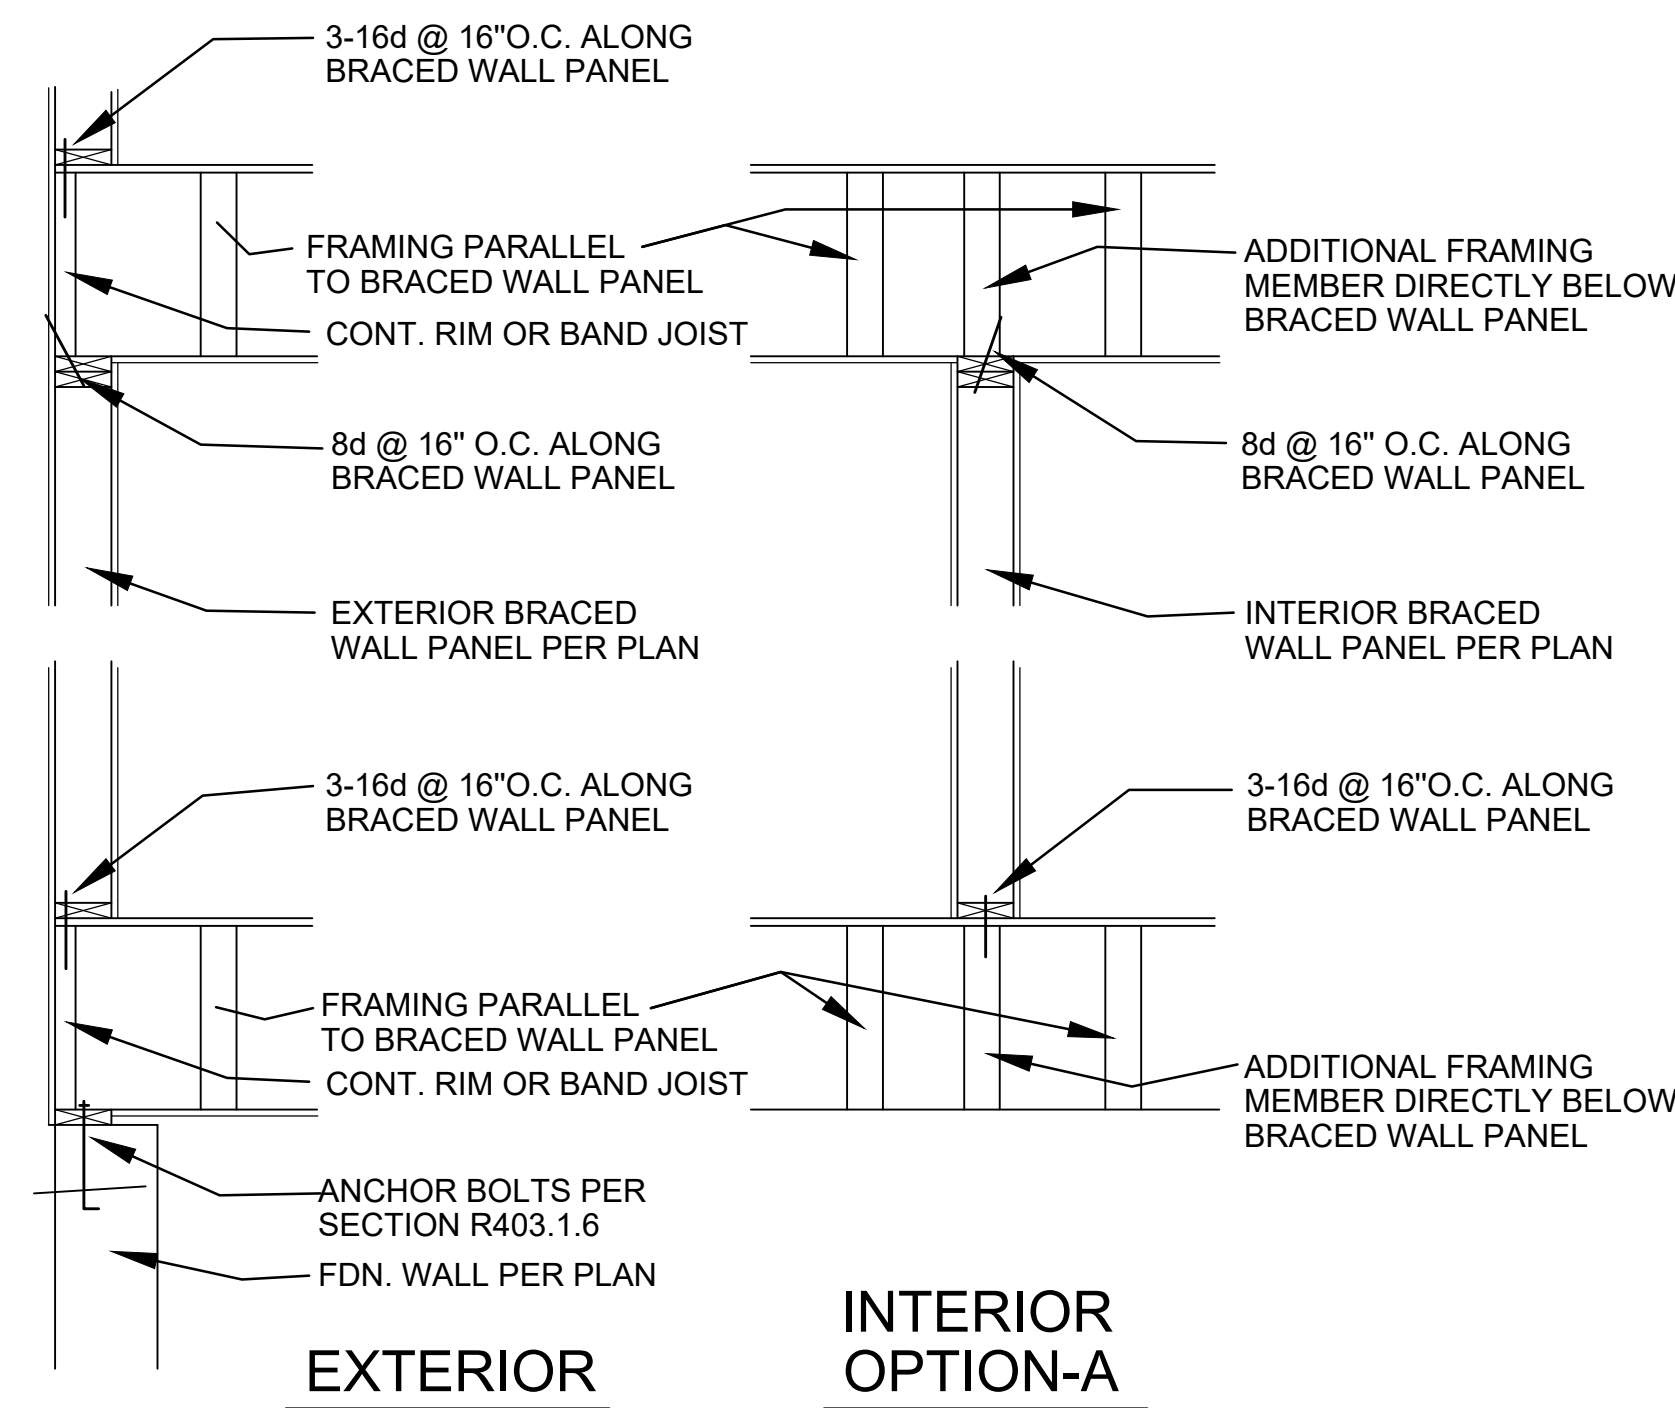 3-16d @ 16"O.C. ALONG
BRACED WALL PANEL
FRAMING PARALLEL
TO BRACED WALL PANEL
CONT. RIM OR BAND JOIST
8d @ 16" O.C. ALONG
BRACED WALL PANEL
EXTERIOR BRACED
WALL PANEL PER PLAN
3-16d @ 16"O.C. ALONG
BRACED WALL PANEL
FRAMING PARALLEL
TO BRACED WALL PANEL
CONT. RIM OR BAND JOIST
ANCHOR BOLTS PER
SECTION R403.1.6
FDN. WALL PER PLAN
EXTERIOR
ADDITIONAL FRAMING
MEMBER DIRECTLY BELOW
BRACED WALL PANEL
8d @ 16" O.C. ALONG
BRACED WALL PANEL
INTERIOR BRACED
WALL PANEL PER PLAN
3-16d @ 16"O.C. ALONG
BRACED WALL PANEL
ADDITIONAL FRAMING
MEMBER DIRECTLY BELOW
BRACED WALL PANEL
INTERIOR
OPTION-A